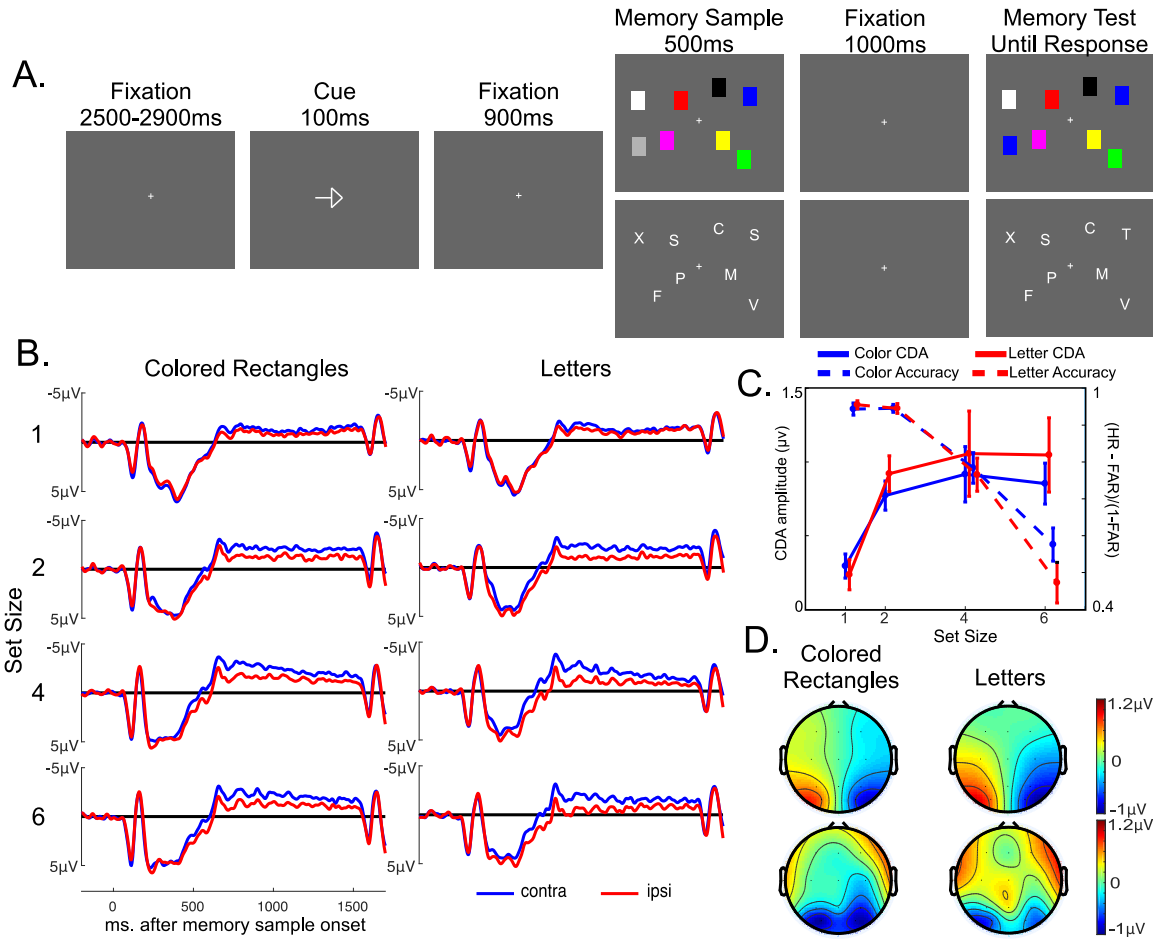 A.
Fixation
2500-2900ms
Cue
100ms
Fixation
900ms
Memory Sample
500ms
Fixation
1000ms
Memory Test
Until Response
X S C S
P M
F V
X S C T
P M
F V
B.
Colored Rectangles
Letters
Set Size
1
-5µV
5µV
-5µV
5µV
2
-5µV
5µV
-5µV
5µV
4
-5µV
5µV
-5µV
5µV
6
-5µV
5µV
-5µV
5µV
0 500 1000 1500
ms. after memory sample onset
contra
ipsi
C.
Color CDA
Letter CDA
Color Accuracy
Letter Accuracy
1.5
0
CDA amplitude (µv)
1
0.4
(HR - FAR)/(1-FAR)
1 2 4 6
Set Size
D.
Colored
Rectangles
Letters
1.2µV
0
-1µV
1.2µV
0
-1µV